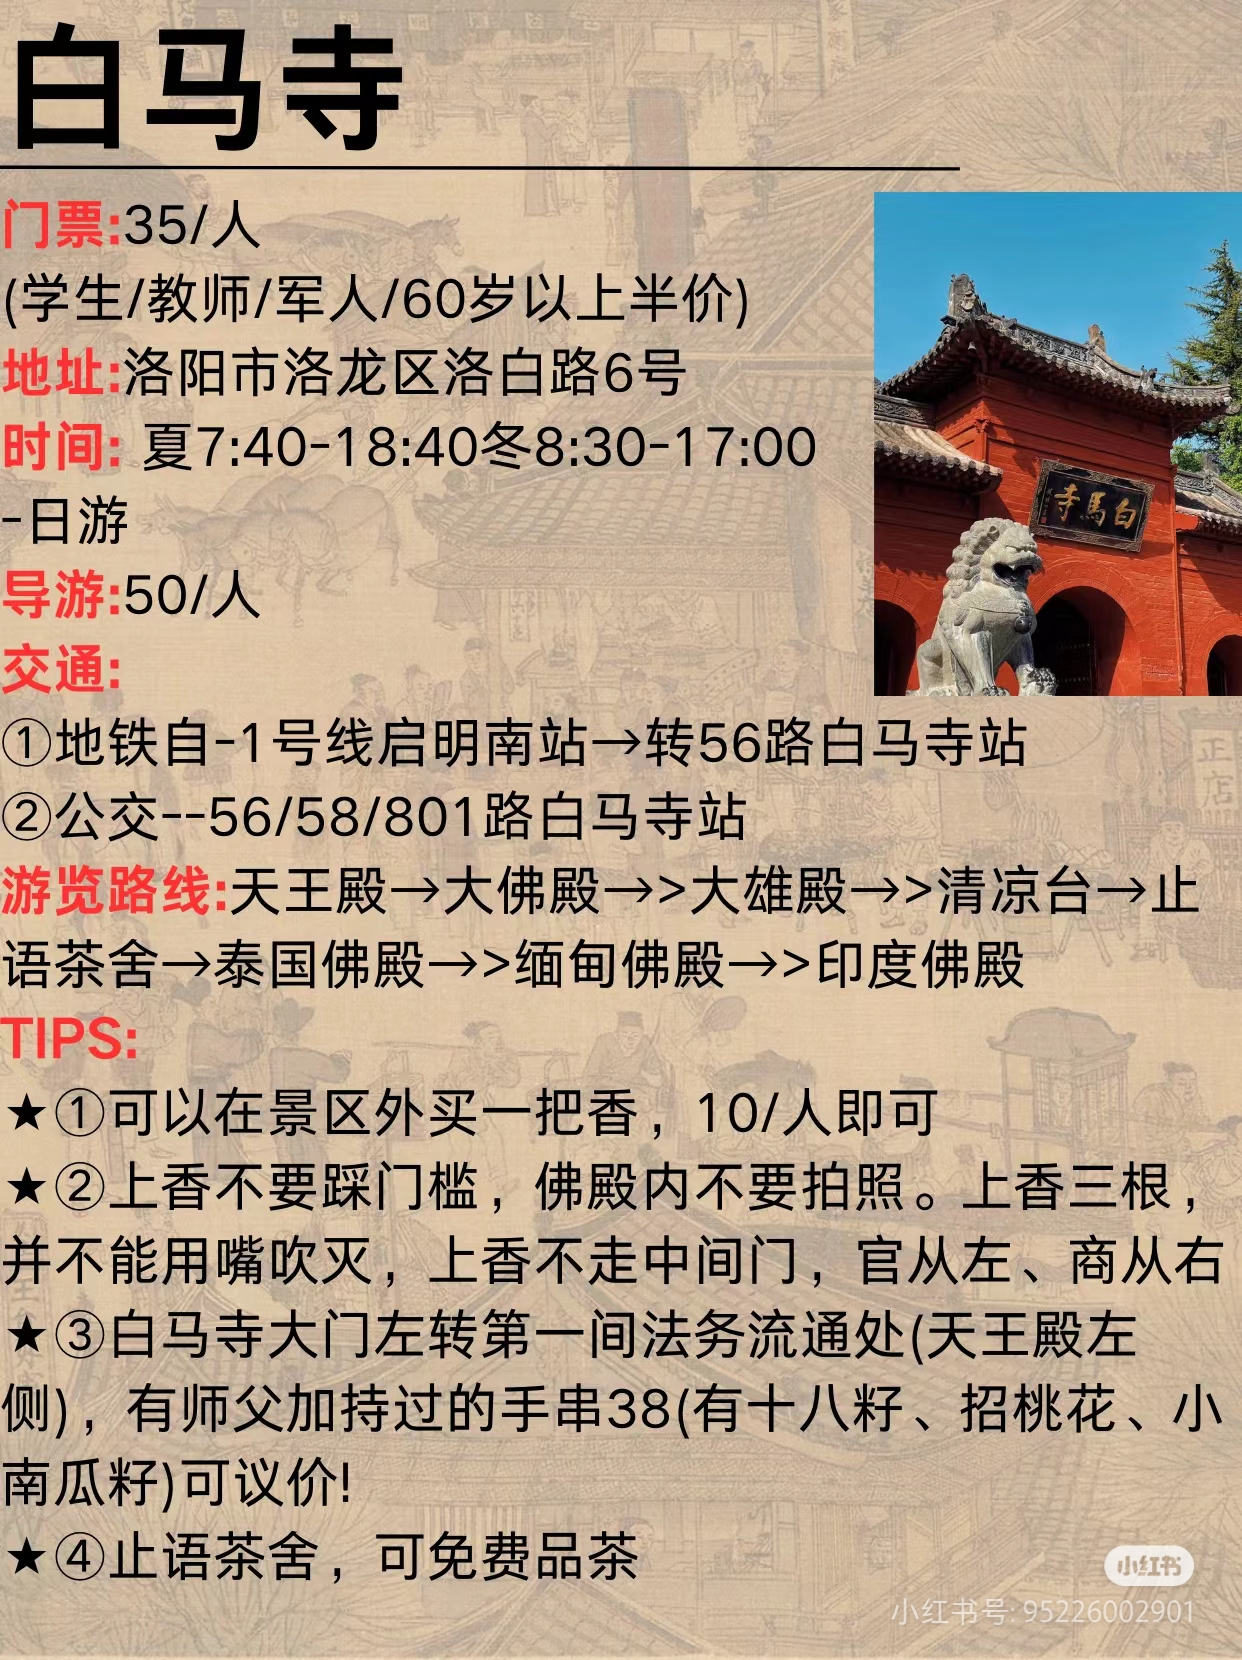 白马寺
门票:35/人
(学生/教师/军人/60岁以上半价)
地址:洛阳市洛龙区洛白路6号
时间: 夏7:40-18:40冬8:30-17:00
-日游
导游:50/人
交通:
①地铁自-1号线启明南站→转56路白马寺站
②公交--56/58/801路白马寺站
游览路线:天王殿→大佛殿→>大雄殿→>清凉台→止
语茶舍→泰国佛殿→>缅甸佛殿→>印度佛殿
TIPS:
★①可以在景区外买一把香，10/人即可
★②上香不要踩门槛，佛殿内不要拍照。上香三根，
并不能用嘴吹灭，上香不走中间门，官从左、商从右
★③白马寺大门左转第一间法务流通处(天王殿左
侧)，有师父加持过的手串38(有十八籽、招桃花、小
南瓜籽)可议价!
★④止语茶舍，可免费品茶
寺馬白
正店
小红书
小红书号: 95226002901